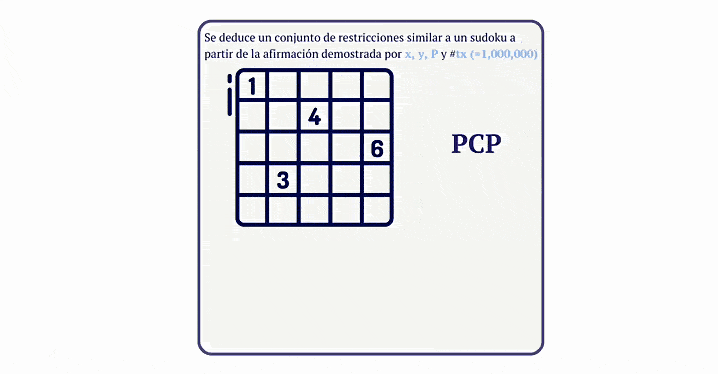 Se deduce un conjunto de restricciones similar a un sudoku a
partir de la afirmación demostrada por x, y, P y #tx (=1,000,000)
1
4
6
PCP
3